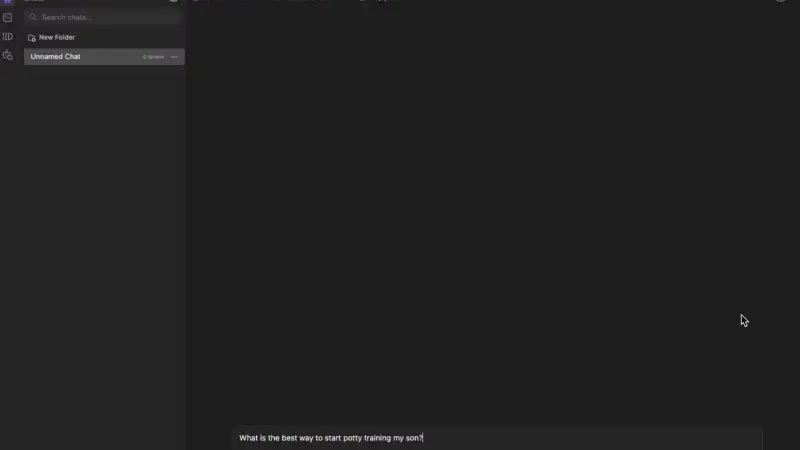 Search chats...
New Folder
Unnamed Chat
What is the best way to start potty training my son?